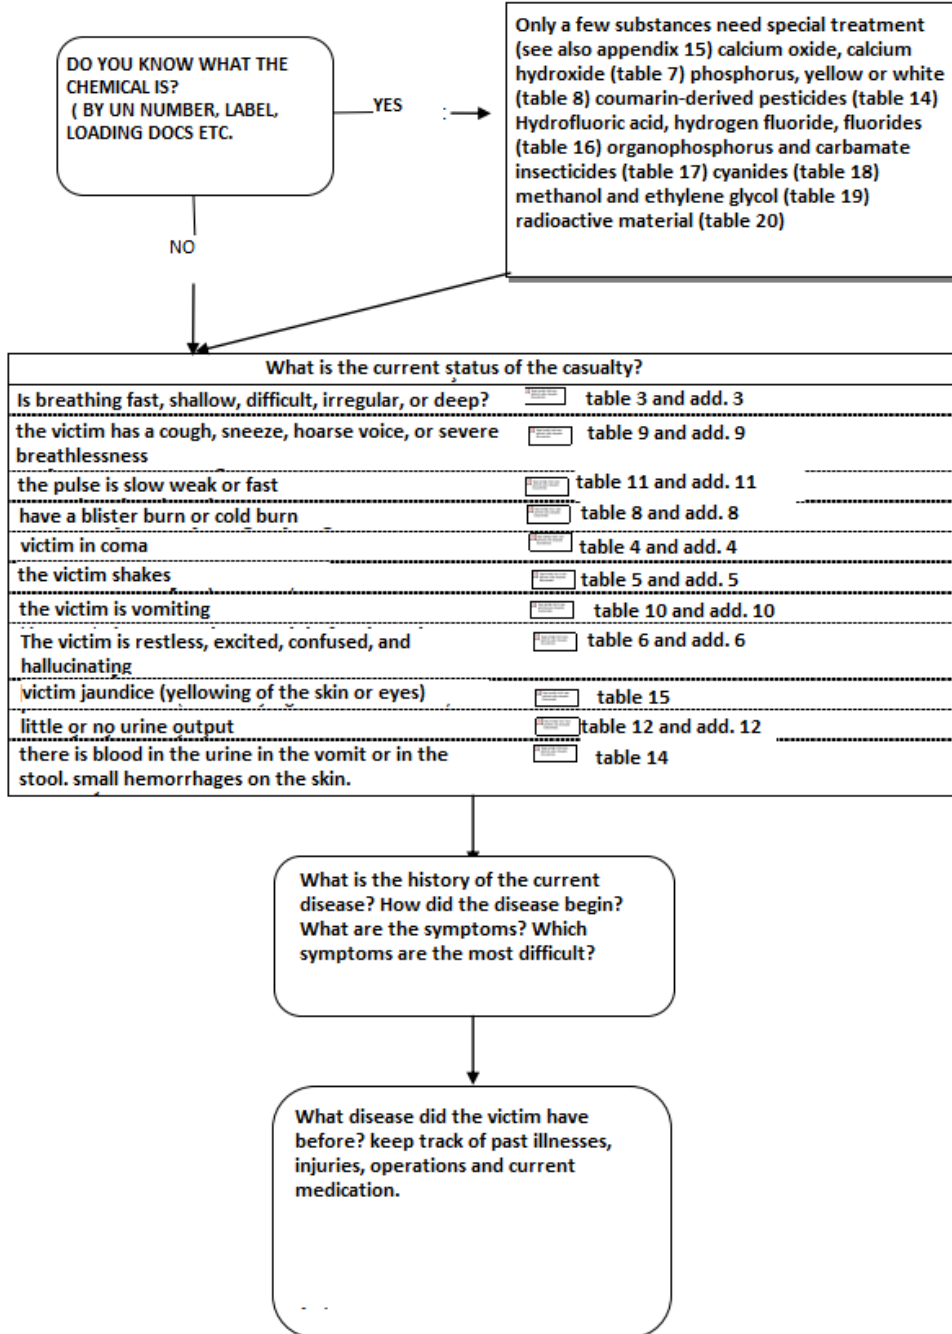 DO YOU KNOW WHAT THE
CHEMICAL IS?
( BY UN NUMBER, LABEL,
LOADING DOCS ETC.
YES :
Only a few substances need special treatment
(see also appendix 15) calcium oxide, calcium
hydroxide (table 7) phosphorus, yellow or white
(table 8) coumarin-derived pesticides (table 14)
Hydrofluoric acid, hydrogen fluoride, fluorides
(table 16) organophosphorus and carbamate
insecticides (table 17) cyanides (table 18)
methanol and ethylene glycol (table 19)
radioactive material (table 20)
NO
What is the current status of the casualty?
Is breathing fast, shallow, difficult, irregular, or deep? table 3 and add. 3
the victim has a cough, sneeze, hoarse voice, or severe table 9 and add. 9
breathlessness
the pulse is slow weak or fast table 11 and add. 11
have a blister burn or cold burn table 8 and add. 8
victim in coma table 4 and add. 4
the victim shakes table 5 and add. 5
the victim is vomiting table 10 and add. 10
The victim is restless, excited, confused, and table 6 and add. 6
hallucinating
victim jaundice (yellowing of the skin or eyes) table 15
little or no urine output table 12 and add. 12
there is blood in the urine in the vomit or in the table 14
stool. small hemorrhages on the skin.
What is the history of the current
disease? How did the disease begin?
What are the symptoms? Which
symptoms are the most difficult?
What disease did the victim have
before? keep track of past illnesses,
injuries, operations and current
medication.